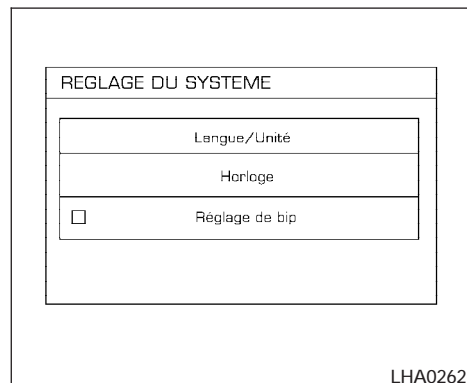 REGLAGE DU SYSTEME
Langue/Unité
Horloge
Réglage de bip
LHA0262